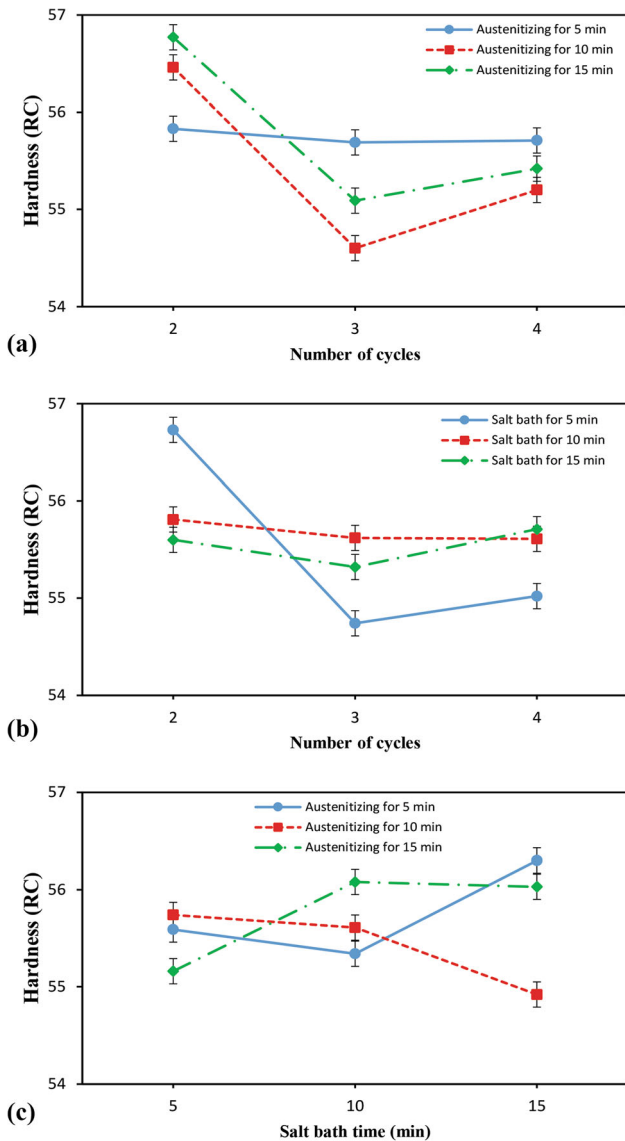 57
56
55
54
Hardness (RC)
Austenitizing for 5 min
Austenitizing for 10 min
Austenitizing for 15 min
2 3 4
Number of cycles
(a)
57
56
55
54
Hardness (RC)
Salt bath for 5 min
Salt bath for 10 min
Salt bath for 15 min
2 3 4
Number of cycles
(b)
57
56
55
54
Hardness (RC)
Austenitizing for 5 min
Austenitizing for 10 min
Austenitizing for 15 min
5 10 15
Salt bath time (min)
(c)